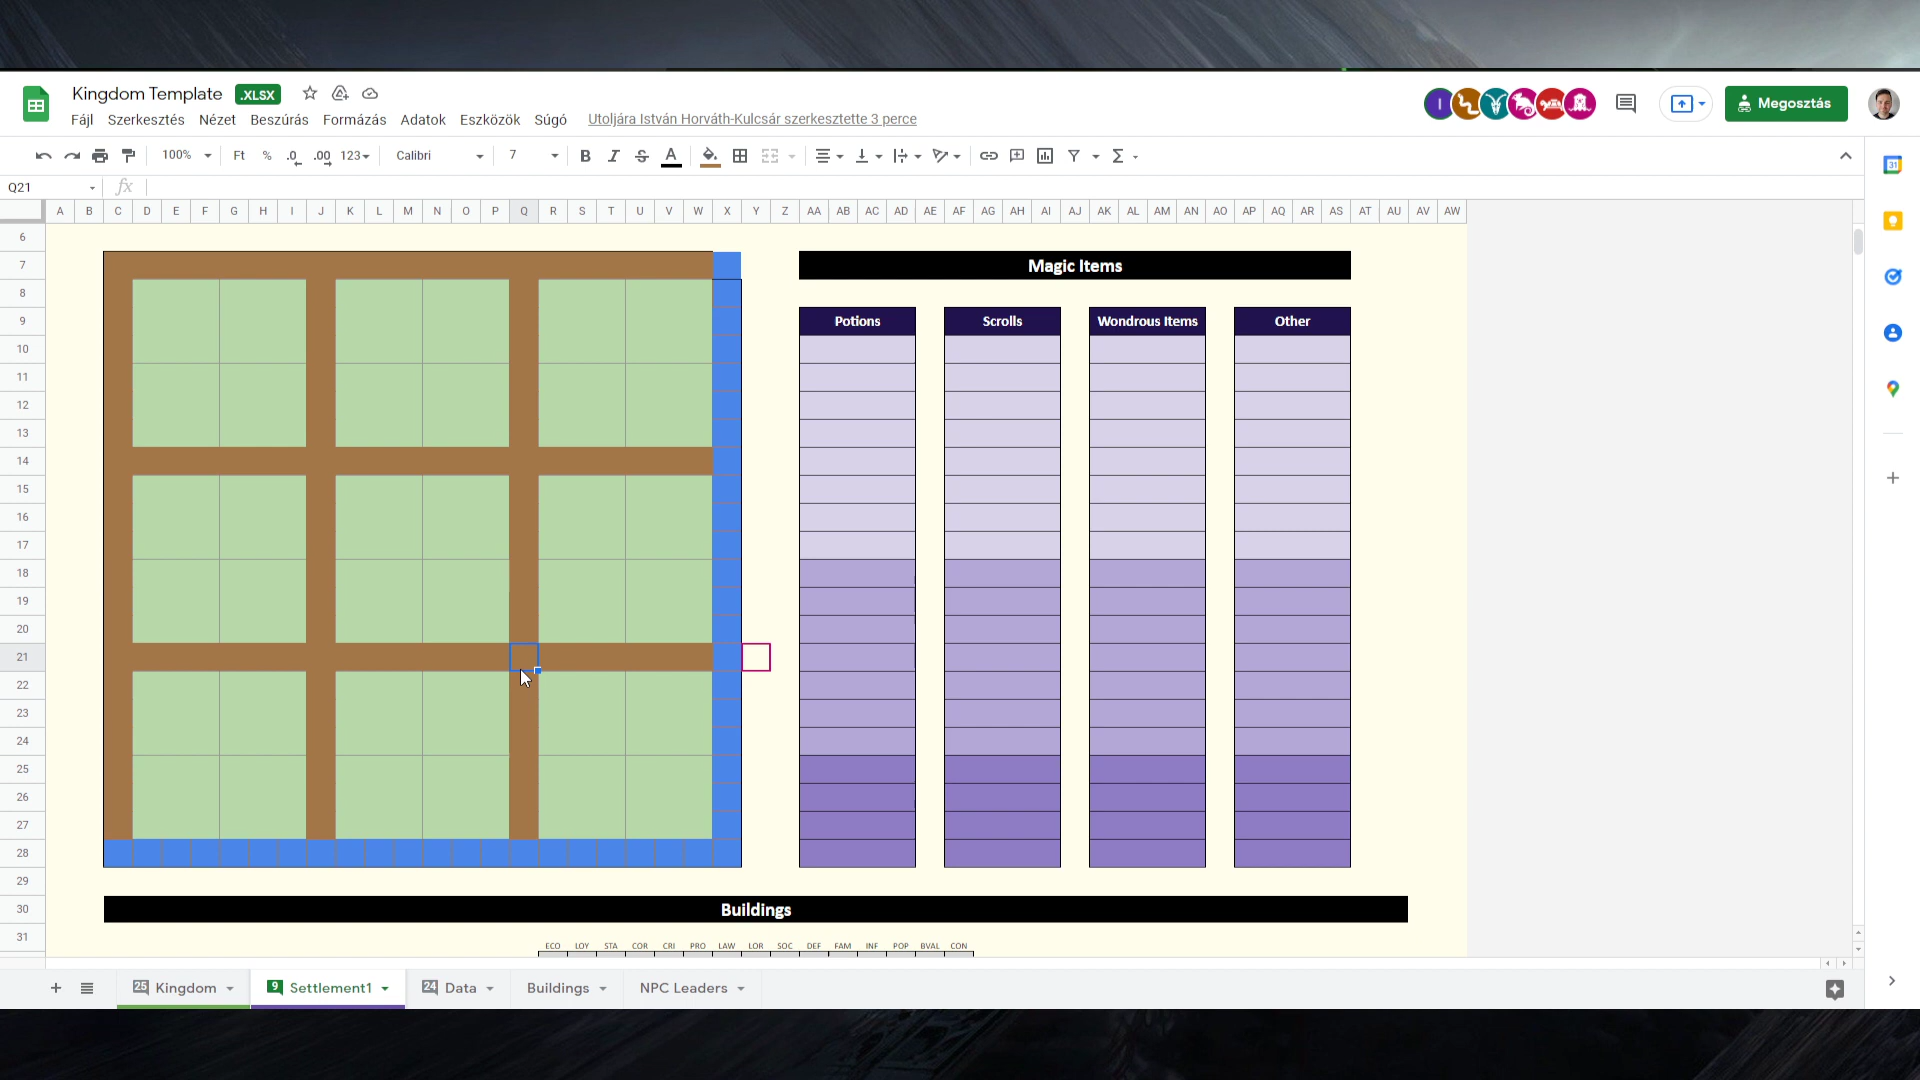 Kingdom Template .XLSX
Fájl Szerkesztés Nézet Beszúrás Formázás Adatok Eszközök Súgó Utoljára István Horváth-Kulcsár szerkesztette 3 perce
I Megosztás
100% Ft % .0 .00 123 Calibri 7 B I S A Σ
Q21 fx
A B C D E F G H I J K L M N O P Q R S T U V W X Y Z AA AB AC AD AE AF AG AH AI AJ AK AL AM AN AO AP AQ AR AS AT AU AV AW
6
7 Magic Items
8
9 Potions Scrolls Wondrous Items Other
10
11
12
13
14
15
16
17
18
19
20
21
22
23
24
25
26
27
28
29
30 Buildings
31 ECO LOY STA COR CRI PRO LAW LOR SOC DEF FAM INF POP BVAL CON
25 Kingdom 9 Settlement1 24 Data Buildings NPC Leaders
31